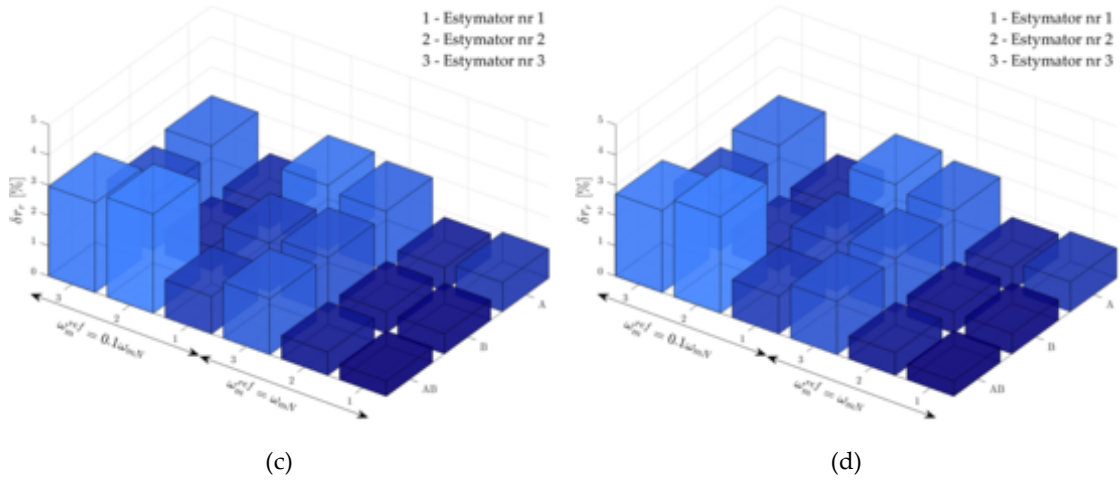 1 - Estymator nr 1
2 - Estymator nr 2
3 - Estymator nr 3
5
4
3
2
1
0
δr_r [%]
A
B
AB
3
2
1
3
2
1
ω_m^ref = 0.1ω_mN
ω_m^ref = ω_mN
(c)
1 - Estymator nr 1
2 - Estymator nr 2
3 - Estymator nr 3
5
4
3
2
1
0
δr_r [%]
A
B
AB
3
2
1
3
2
1
ω_m^ref = 0.1ω_mN
ω_m^ref = ω_mN
(d)